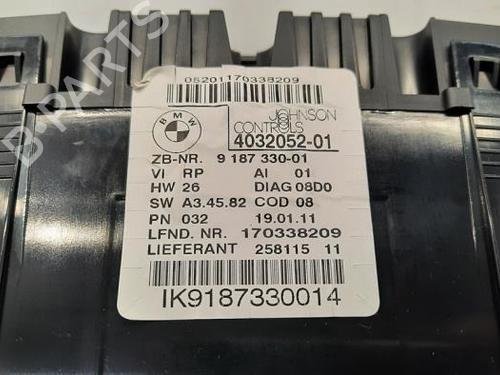 05201170338209
BMW
JOHNSON
CONTROLS
4032052-01
ZB-NR. 9 187 330-01
VI RP AI 01
HW 26 DIAG 08D0
SW A3.45.82 COD 08
PN 032 19.01.11
LFND. NR. 170338209
LIEFERANT 258115 11
IK9187330014